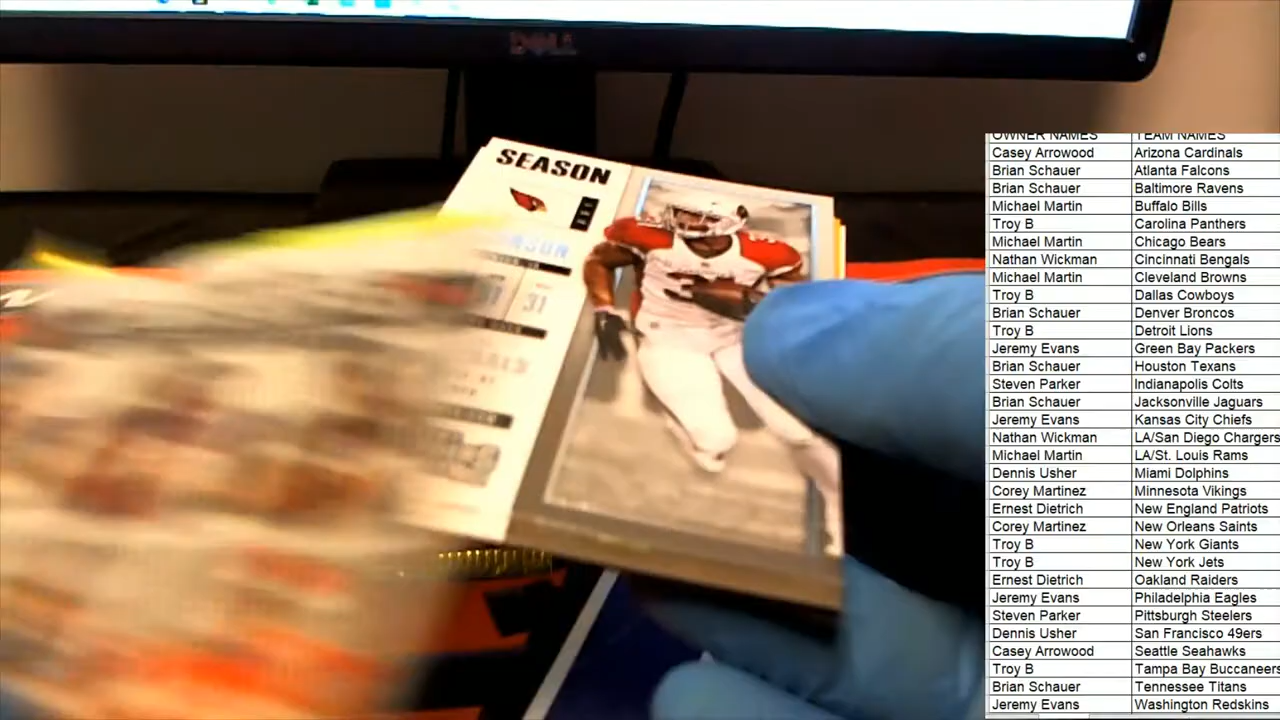 DELL
SEASON
31
OWNER NAMES TEAM NAMES
Casey Arrowood Arizona Cardinals
Brian Schauer Atlanta Falcons
Brian Schauer Baltimore Ravens
Michael Martin Buffalo Bills
Troy B Carolina Panthers
Michael Martin Chicago Bears
Nathan Wickman Cincinnati Bengals
Michael Martin Cleveland Browns
Troy B Dallas Cowboys
Brian Schauer Denver Broncos
Troy B Detroit Lions
Jeremy Evans Green Bay Packers
Brian Schauer Houston Texans
Steven Parker Indianapolis Colts
Brian Schauer Jacksonville Jaguars
Jeremy Evans Kansas City Chiefs
Nathan Wickman LA/San Diego Chargers
Michael Martin LA/St. Louis Rams
Dennis Usher Miami Dolphins
Corey Martinez Minnesota Vikings
Ernest Dietrich New England Patriots
Corey Martinez New Orleans Saints
Troy B New York Giants
Troy B New York Jets
Ernest Dietrich Oakland Raiders
Jeremy Evans Philadelphia Eagles
Steven Parker Pittsburgh Steelers
Dennis Usher San Francisco 49ers
Casey Arrowood Seattle Seahawks
Troy B Tampa Bay Buccaneers
Brian Schauer Tennessee Titans
Jeremy Evans Washington Redskins